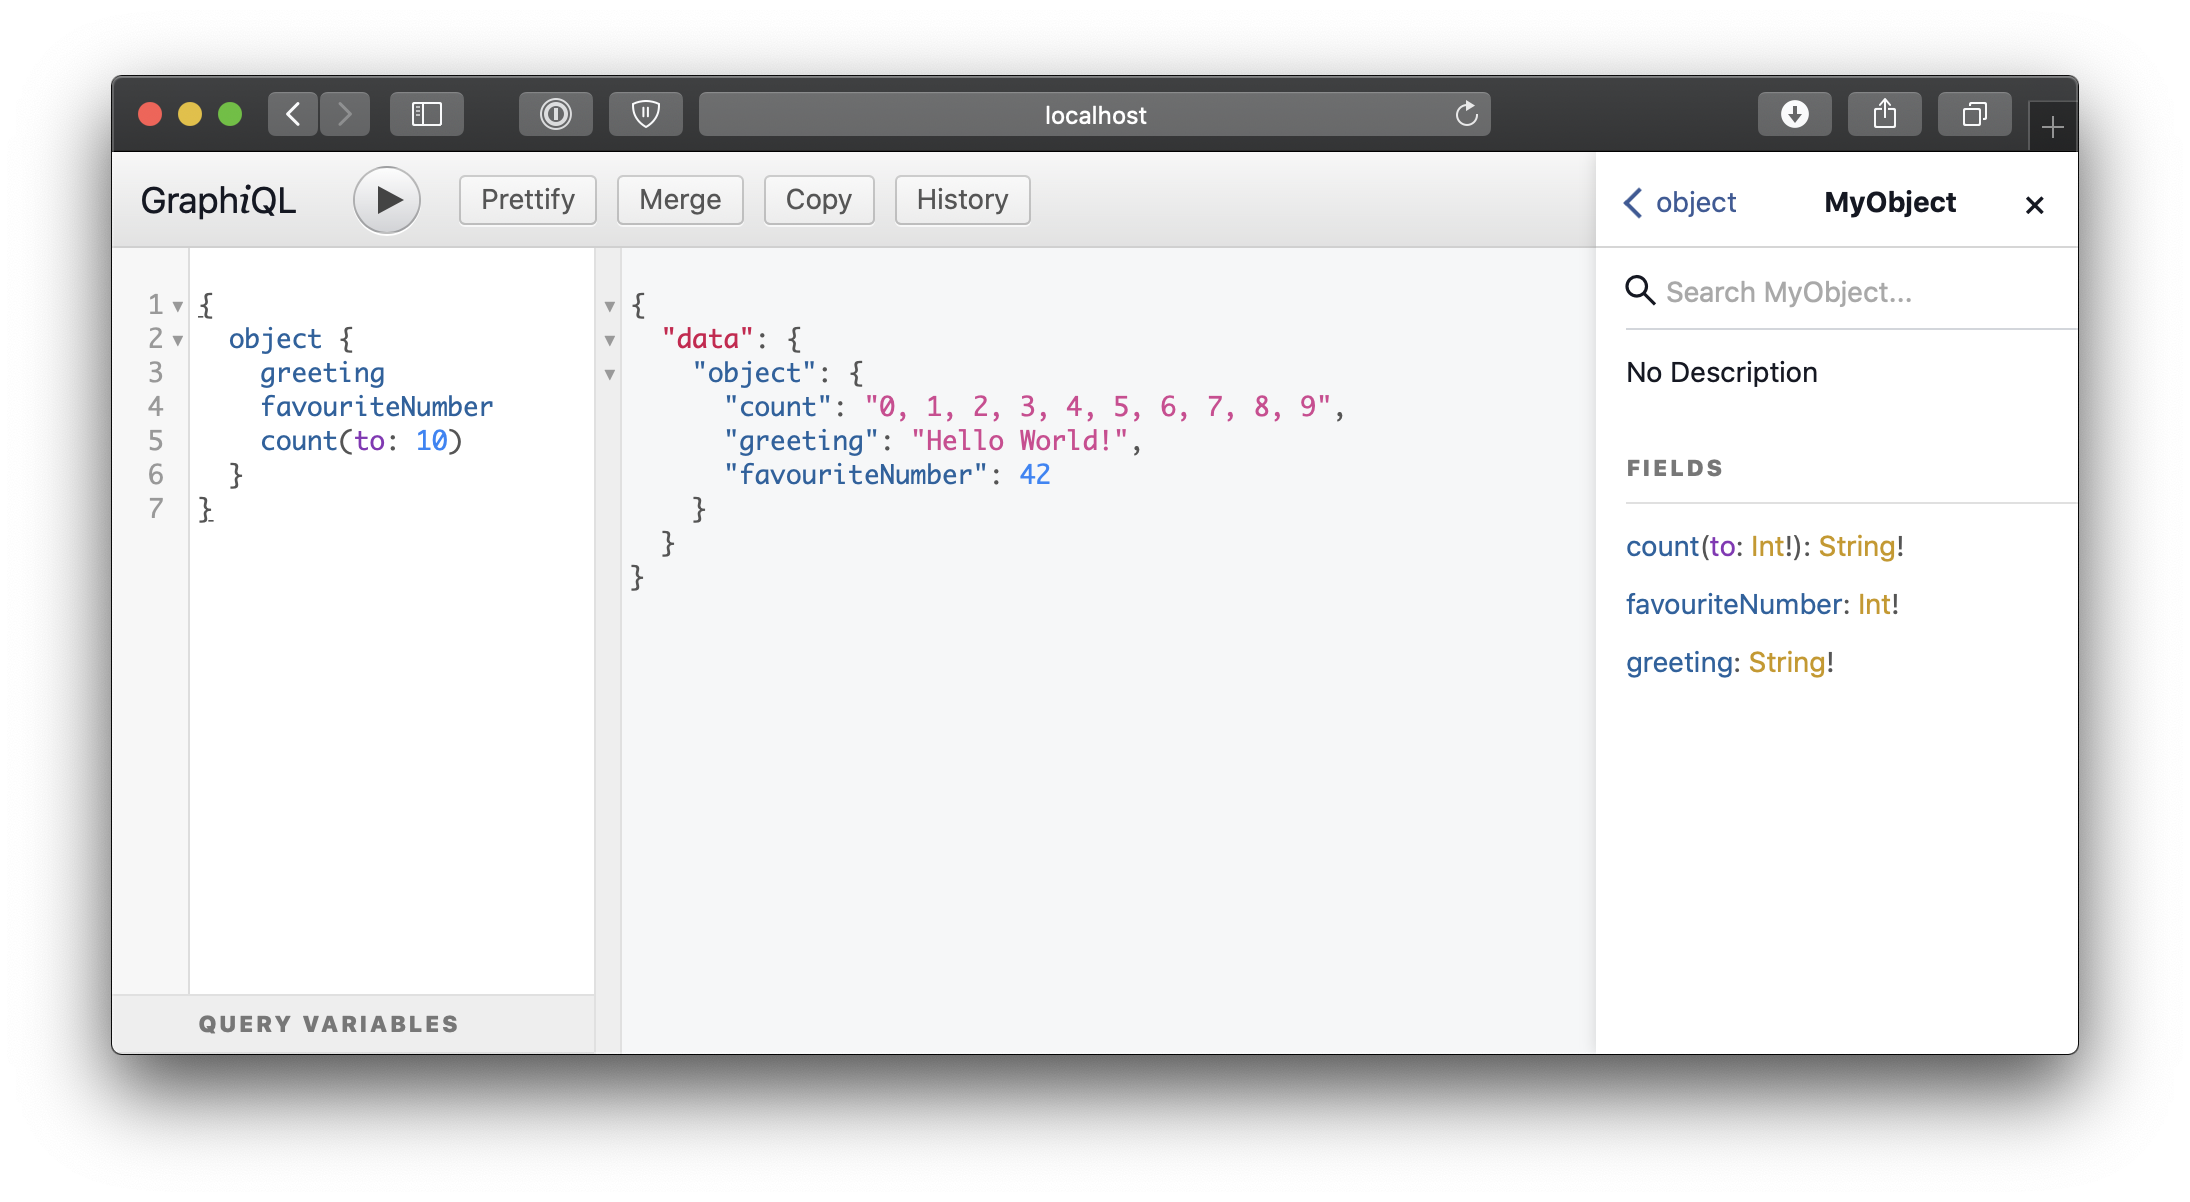 localhost
GraphiQL
Prettify
Merge
Copy
History
object
MyObject
1 {
2 object {
3 greeting
4 favouriteNumber
5 count(to: 10)
6 }
7 }
QUERY VARIABLES
{
"data": {
"object": {
"count": "0, 1, 2, 3, 4, 5, 6, 7, 8, 9",
"greeting": "Hello World!",
"favouriteNumber": 42
}
}
}
Search MyObject...
No Description
FIELDS
count(to: Int!): String!
favouriteNumber: Int!
greeting: String!